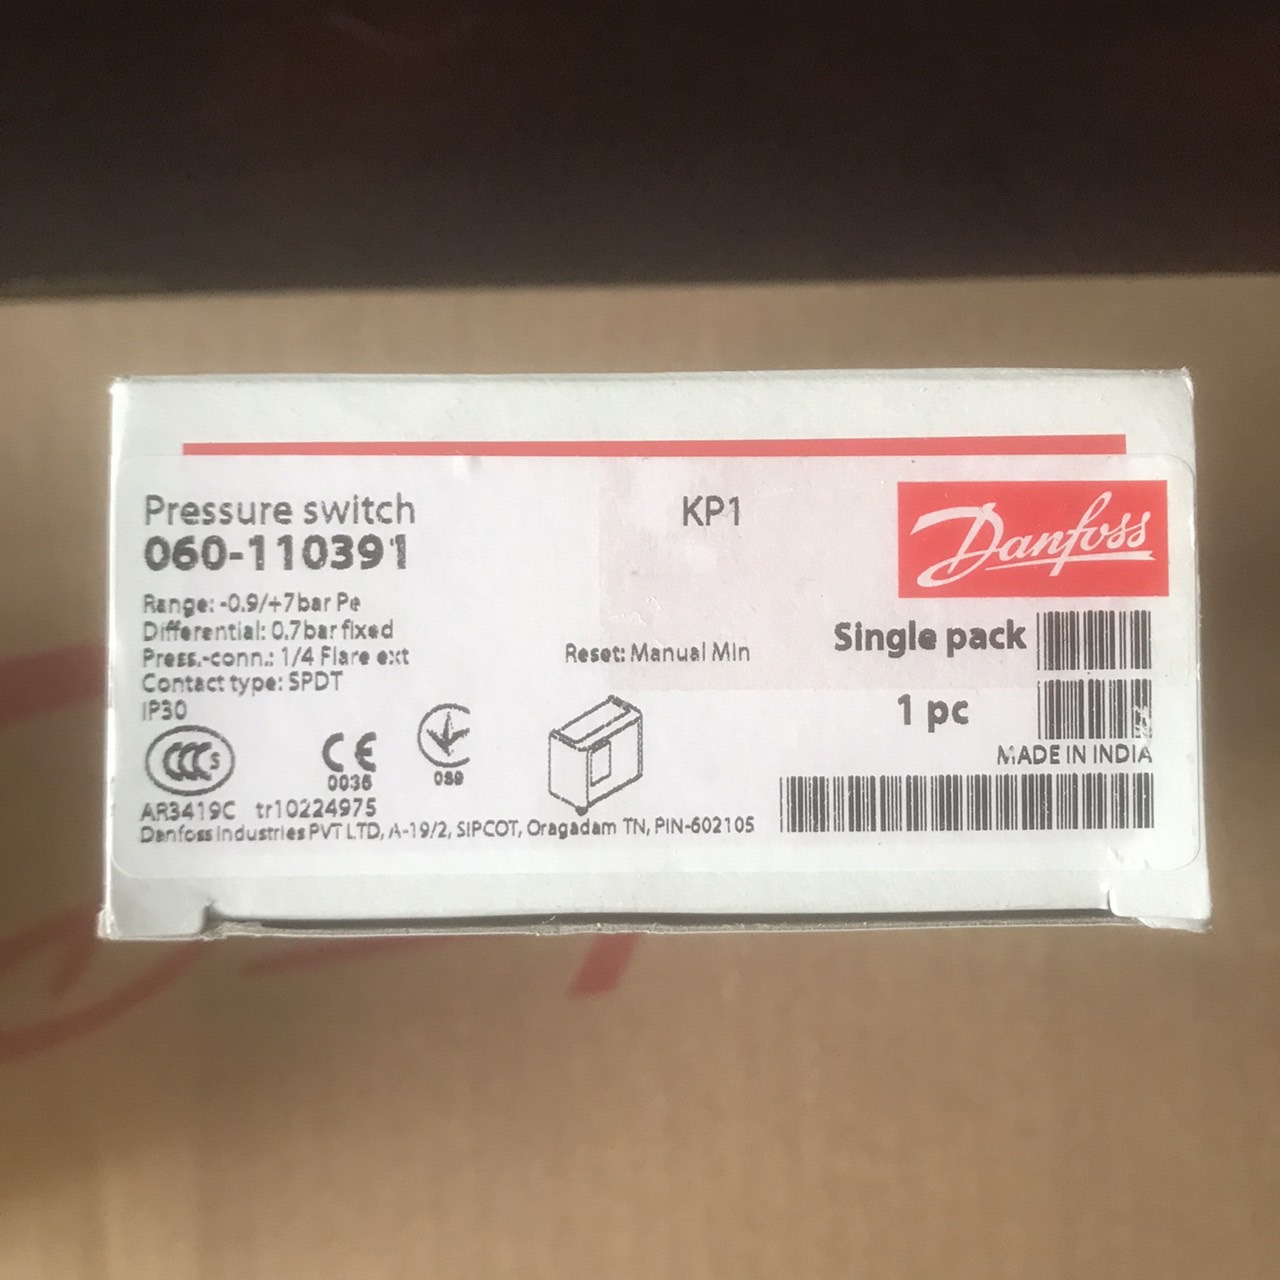 Pressure switch
KP1
Danfoss
060-110391
Range: -0.9/+7bar Pe
Differential: 0.7bar fixed
Press.-conn.: 1/4 Flare ext
Reset: Manual Min
Single pack
Contact type: SPDT
1 pc
IP30
MADE IN INDIA
CCC S
CE
0036
089
AR3419C tr10224975
Danfoss Industries PVT LTD, A-19/2, SIPCOT, Oragadam TN, PIN-602105